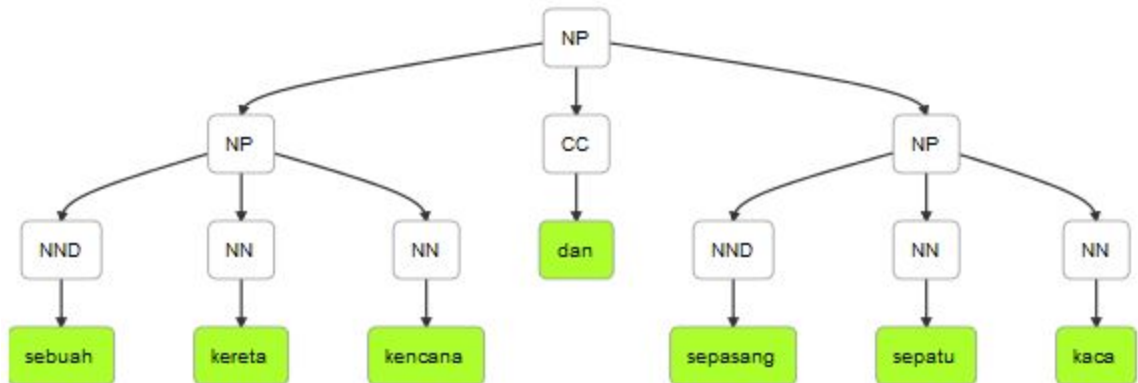 NP
NP CC NP
NND NN NN dan NND NN NN
sebuah kereta kencana sepasang sepatu kaca